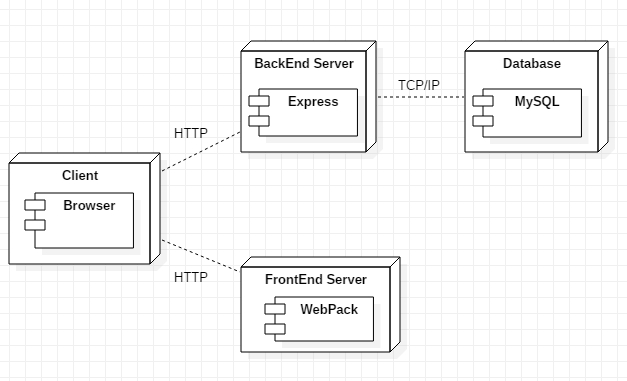 BackEnd Server
Express
TCP/IP
Database
MySQL
HTTP
Client
Browser
HTTP
FrontEnd Server
WebPack